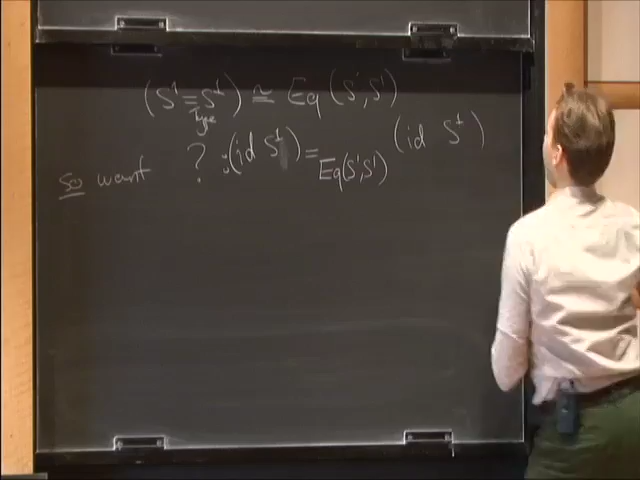 (S¹ =_Type S¹) ≅ Eq(S¹, S¹)
so want ? : (id S¹) =_Eq(S¹, S¹) (id S¹)